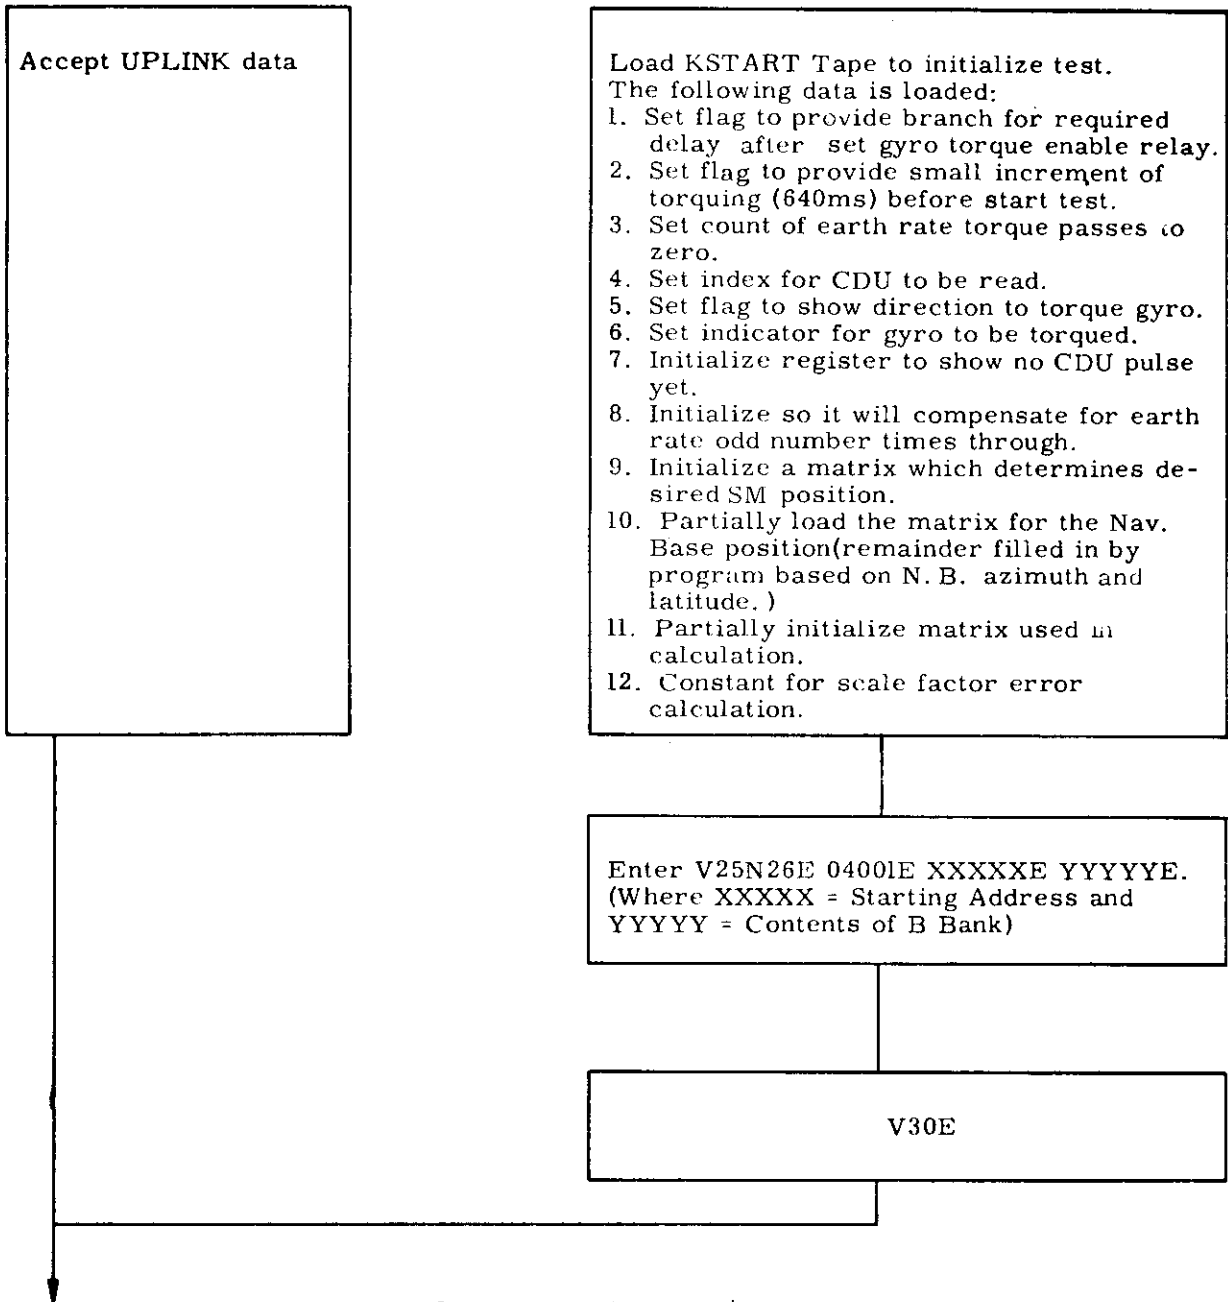 Accept UPLINK data
Load KSTART Tape to initialize test.
The following data is loaded:
1. Set flag to provide branch for required
delay after set gyro torque enable relay.
2. Set flag to provide small increment of
torquing (640ms) before start test.
3. Set count of earth rate torque passes to
zero.
4. Set index for CDU to be read.
5. Set flag to show direction to torque gyro.
6. Set indicator for gyro to be torqued.
7. Initialize register to show no CDU pulse
yet.
8. Initialize so it will compensate for earth
rate odd number times through.
9. Initialize a matrix which determines de-
sired SM position.
10. Partially load the matrix for the Nav.
Base position(remainder filled in by
program based on N. B. azimuth and
latitude. )
11. Partially initialize matrix used in
calculation.
12. Constant for scale factor error
calculation.
Enter V25N26E 04001E XXXXXE YYYYYE.
(Where XXXXX = Starting Address and
YYYYY = Contents of B Bank)
V30E